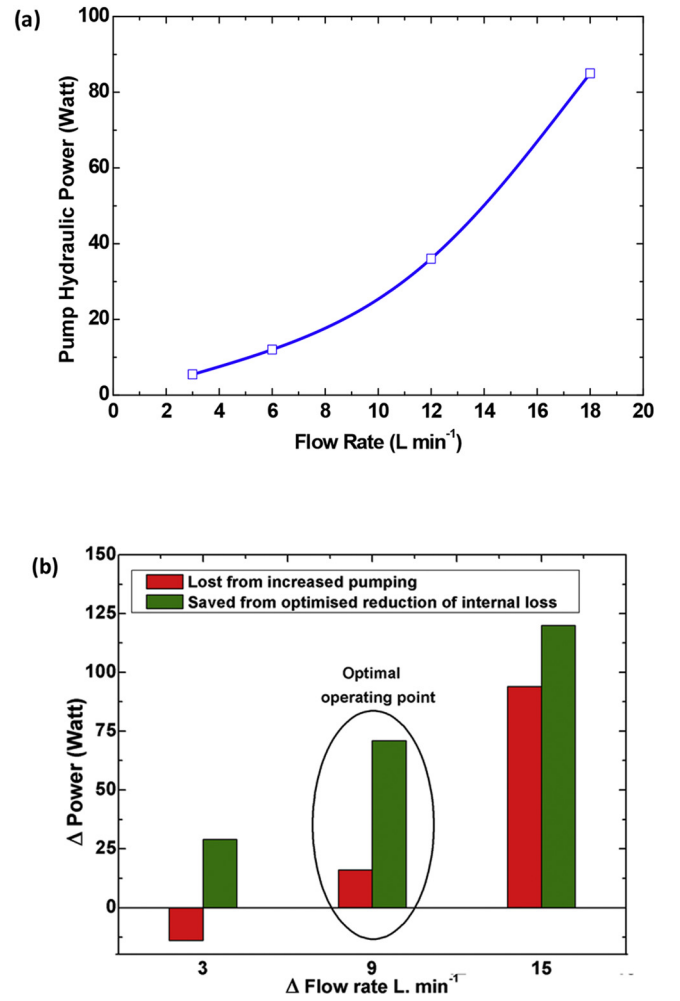 (a)
100
80
60
40
20
0
Pump Hydraulic Power (Watt)
0 2 4 6 8 10 12 14 16 18 20
Flow Rate (L min⁻¹)
(b)
150
125
100
75
50
25
0
Δ Power (Watt)
Lost from increased pumping
Saved from optimised reduction of internal loss
Optimal
operating point
3 9 15
Δ Flow rate L. min⁻¹